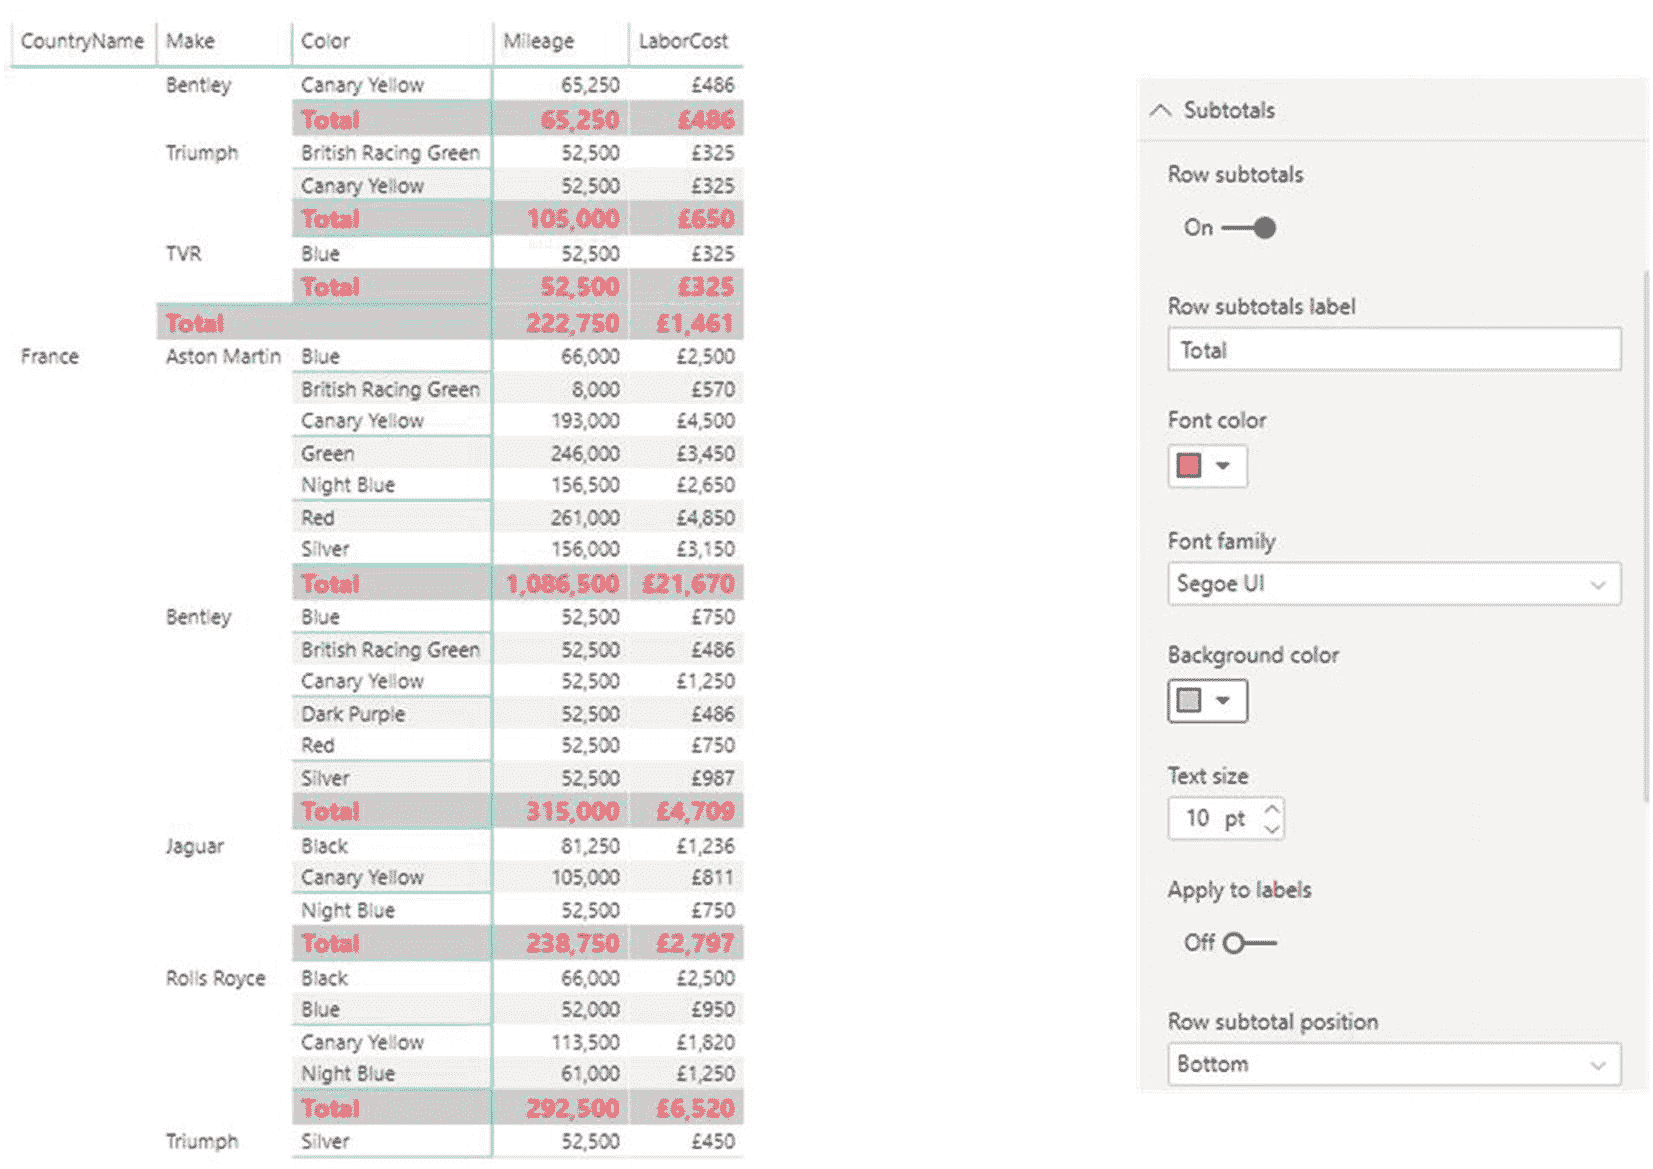 CountryName Make Color Mileage LaborCost
Bentley Canary Yellow 65,250 £486
Total 65,250 £486
Triumph British Racing Green 52,500 £325
Canary Yellow 52,500 £325
Total 105,000 £650
TVR Blue 52,500 £325
Total 52,500 £325
Total 222,750 £1,461
France Aston Martin Blue 66,000 £2,500
British Racing Green 8,000 £570
Canary Yellow 193,000 £4,500
Green 246,000 £3,450
Night Blue 156,500 £2,650
Red 261,000 £4,850
Silver 156,000 £3,150
Total 1,086,500 £21,670
Bentley Blue 52,500 £750
British Racing Green 52,500 £486
Canary Yellow 52,500 £1,250
Dark Purple 52,500 £486
Red 52,500 £750
Silver 52,500 £987
Total 315,000 £4,709
Jaguar Black 81,250 £1,236
Canary Yellow 105,000 £811
Night Blue 52,500 £750
Total 238,750 £2,797
Rolls Royce Black 66,000 £2,500
Blue 52,000 £950
Canary Yellow 113,500 £1,820
Night Blue 61,000 £1,250
Total 292,500 £6,520
Triumph Silver 52,500 £450
Subtotals
Row subtotals
On
Row subtotals label
Total
Font color
Font family
Segoe UI
Background color
Text size
10 pt
Apply to labels
Off
Row subtotal position
Bottom